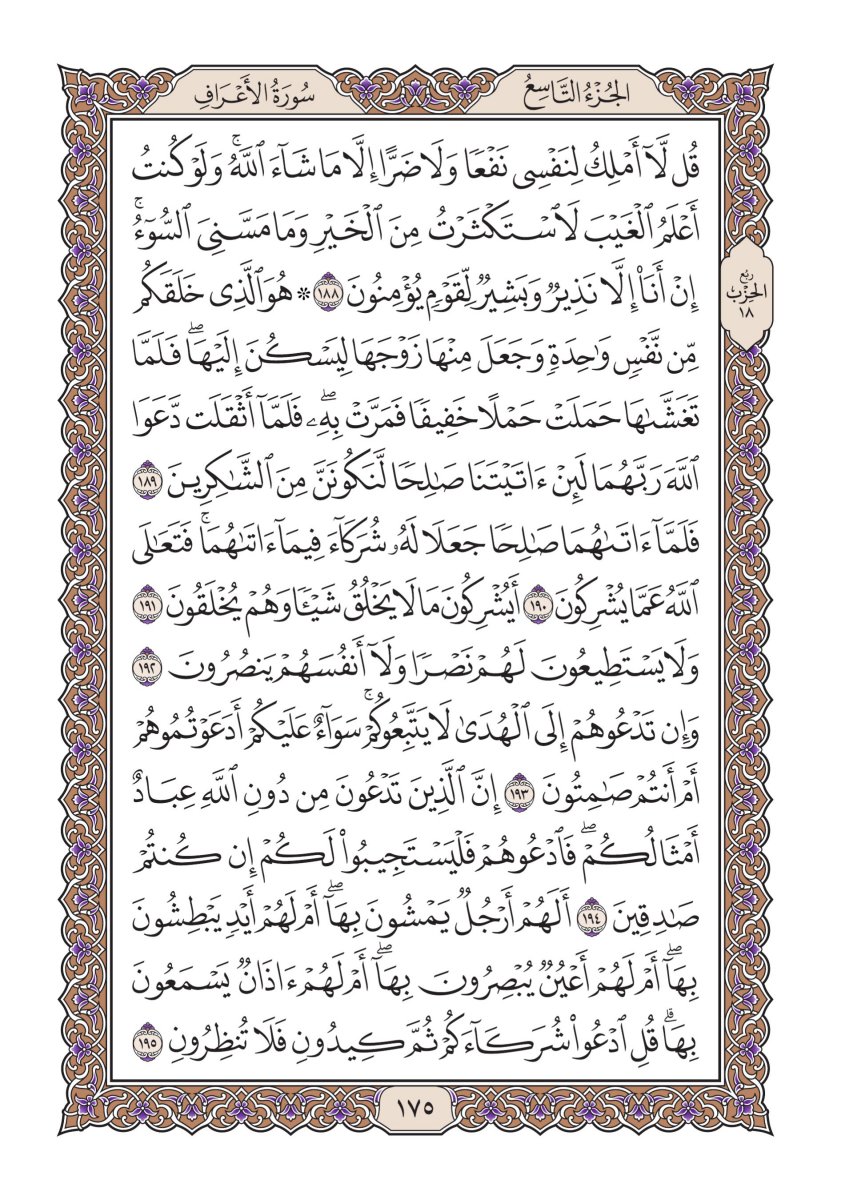 الجُزْءُ التَّاسِعُ
سُورَةُ الأَعْرَافِ
قُل لَّآ أَمْلِكُ لِنَفْسِى نَفْعًا وَلَا ضَرًّا إِلَّا مَا شَآءَ ٱللَّهُۚ وَلَوْ كُنتُ
أَعْلَمُ ٱلْغَيْبَ لَٱسْتَكْثَرْتُ مِنَ ٱلْخَيْرِ وَمَا مَسَّنِىَ ٱلسُّوٓءُۚ
إِنْ أَنَا۠ إِلَّا نَذِيرٌ وَبَشِيرٌ لِّقَوْمٍ يُؤْمِنُونَ ١٨٨ * هُوَ ٱلَّذِى خَلَقَكُم
مِّن نَّفْسٍ وَٰحِدَةٍ وَجَعَلَ مِنْهَا زَوْجَهَا لِيَسْكُنَ إِلَيْهَاۖ فَلَمَّا
تَغَشَّىٰهَا حَمَلَتْ حَمْلًا خَفِيفًا فَمَرَّتْ بِهِۦۖ فَلَمَّآ أَثْقَلَت دَّعَوَا
ٱللَّهَ رَبَّهُمَا لَئِنْ ءَاتَيْتَنَا صَٰلِحًا لَّنَكُونَنَّ مِنَ ٱلشَّٰكِرِينَ ١٨٩
فَلَمَّآ ءَاتَىٰهُمَا صَٰلِحًا جَعَلَا لَهُۥ شُرَكَآءَ فِيمَآ ءَاتَىٰهُمَاۚ فَتَعَٰلَى
ٱللَّهُ عَمَّا يُشْرِكُونَ ١٩٠ أَيُشْرِكُونَ مَا لَا يَخْلُقُ شَيْـًٔا وَهُمْ يُخْلَقُونَ ١٩١
وَلَا يَسْتَطِيعُونَ لَهُمْ نَصْرًا وَلَآ أَنفُسَهُمْ يَنصُرُونَ ١٩٢
وَإِن تَدْعُوهُمْ إِلَى ٱلْهُدَىٰ لَا يَتَّبِعُوكُمْۚ سَوَآءٌ عَلَيْكُمْ أَدَعَوْتُمُوهُمْ
أَمْ أَنتُمْ صَٰمِتُونَ ١٩٣ إِنَّ ٱلَّذِينَ تَدْعُونَ مِن دُونِ ٱللَّهِ عِبَادٌ
أَمْثَالُكُمْۖ فَٱدْعُوهُمْ فَلْيَسْتَجِيبُوا۟ لَكُمْ إِن كُنتُمْ
صَٰدِقِينَ ١٩٤ أَلَهُمْ أَرْجُلٌ يَمْشُونَ بِهَآۖ أَمْ لَهُمْ أَيْدٍ يَبْطِشُونَ
بِهَآۖ أَمْ لَهُمْ أَعْيُنٌ يُبْصِرُونَ بِهَآۖ أَمْ لَهُمْ ءَاذَانٌ يَسْمَعُونَ
بِهَاۗ قُلِ ٱدْعُوا۟ شُرَكَآءَكُمْ ثُمَّ كِيدُونِ فَلَا تُنظِرُونِ ١٩٥
ربع
الحِزْب
١٨
١٧٥